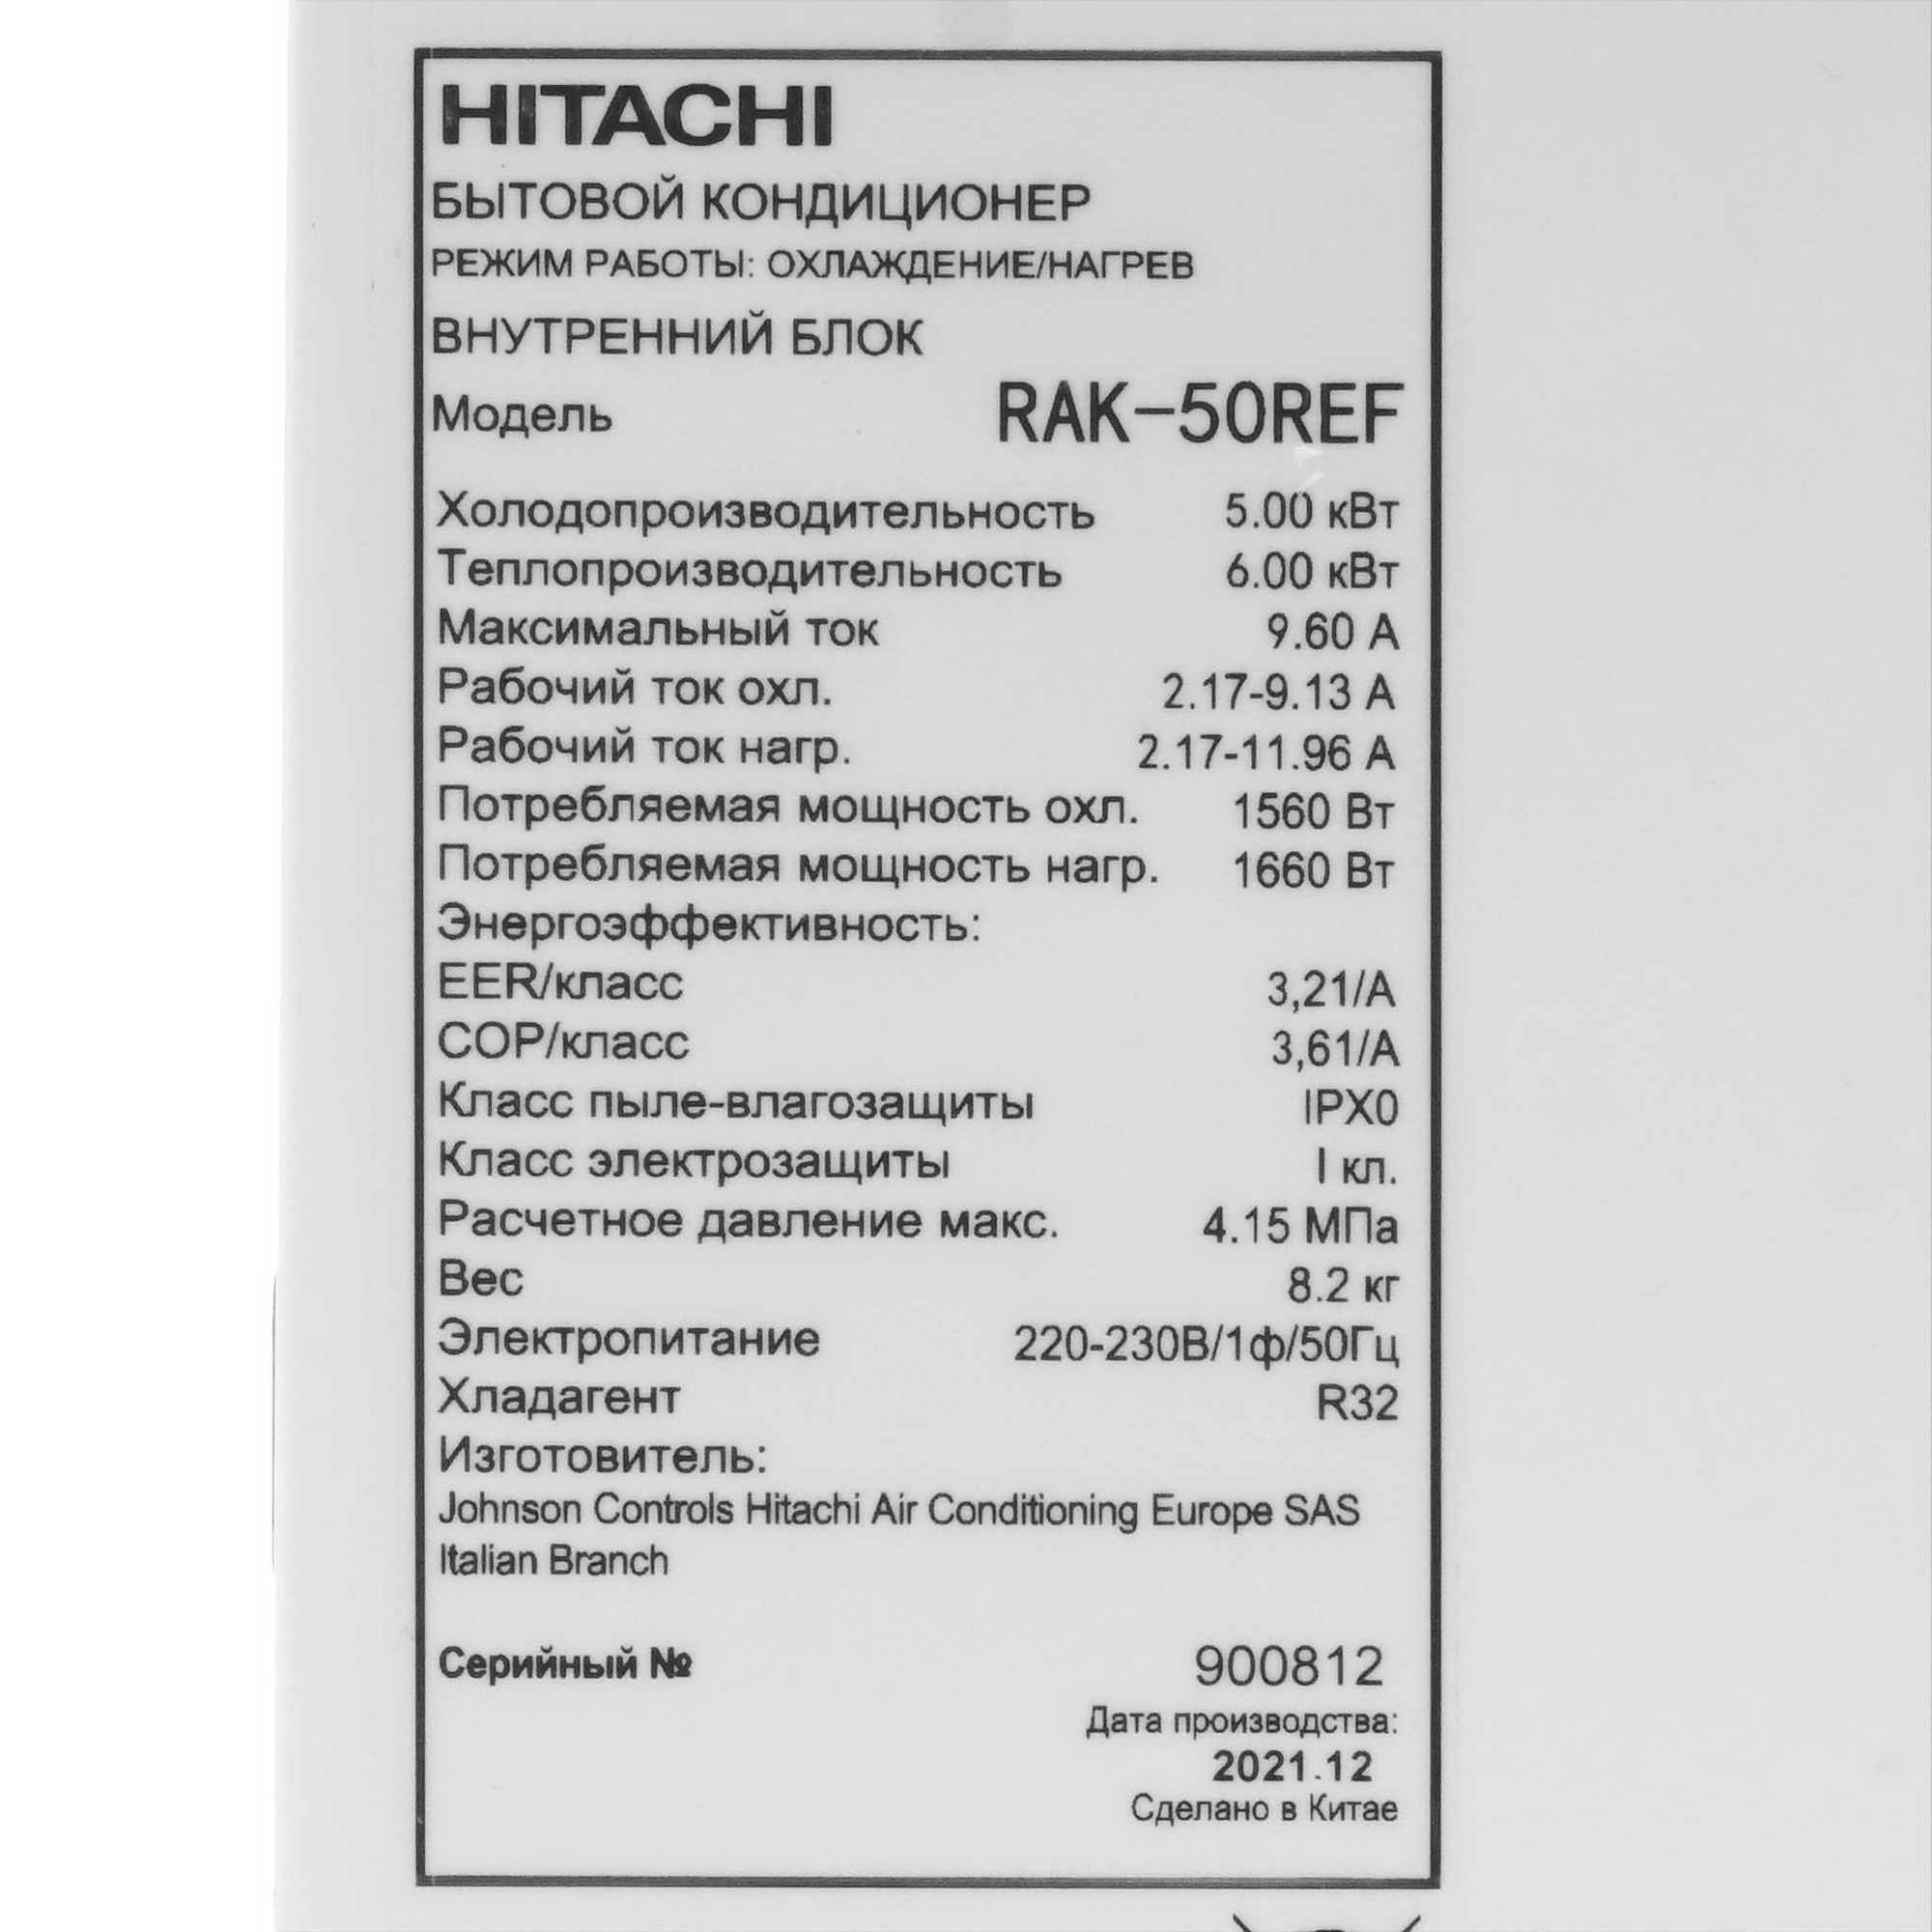 HITACHI
БЫТОВОЙ КОНДИЦИОНЕР
РЕЖИМ РАБОТЫ: ОХЛАЖДЕНИЕ/НАГРЕВ
ВНУТРЕННИЙ БЛОК
Модель RAK-50REF
Холодопроизводительность 5.00 кВт
Теплопроизводительность 6.00 кВт
Максимальный ток 9.60 А
Рабочий ток охл. 2.17-9.13 А
Рабочий ток нагр. 2.17-11.96 А
Потребляемая мощность охл. 1560 Вт
Потребляемая мощность нагр. 1660 Вт
Энергоэффективность:
EER/класс 3,21/A
COP/класс 3,61/A
Класс пыле-влагозащиты IPX0
Класс электрозащиты I кл.
Расчетное давление макс. 4.15 МПа
Вес 8.2 кг
Электропитание 220-230В/1ф/50Гц
Хладагент R32
Изготовитель:
Johnson Controls Hitachi Air Conditioning Europe SAS
Italian Branch
Серийный № 900812
Дата производства:
2021.12
Сделано в Китае